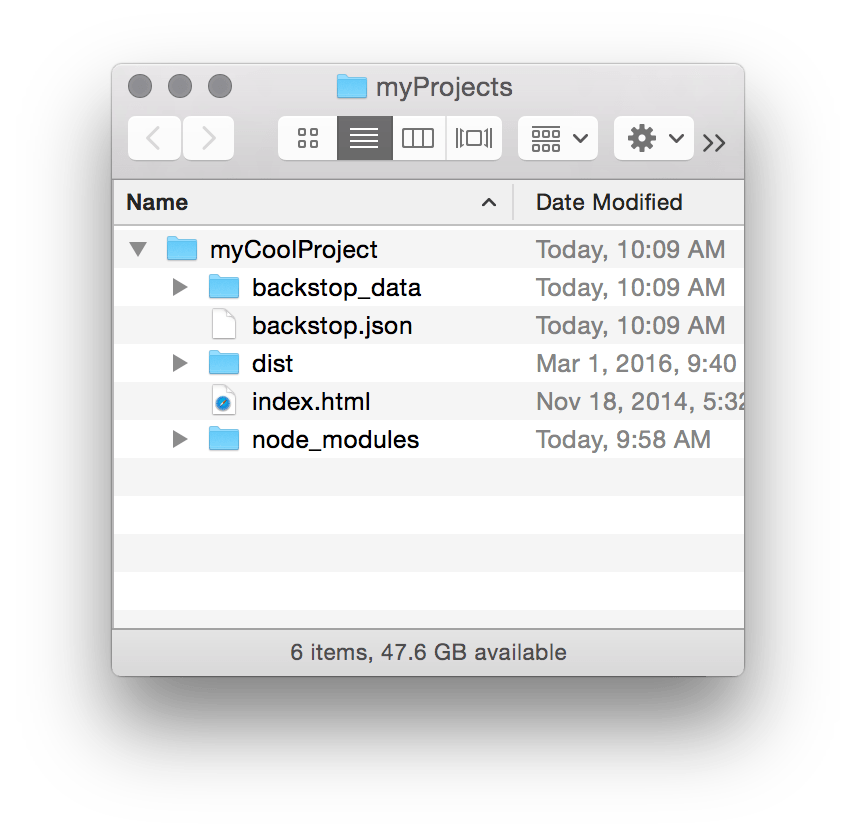 myProjects
Name Date Modified
myCoolProject Today, 10:09 AM
backstop_data Today, 10:09 AM
backstop.json Today, 10:09 AM
dist Mar 1, 2016, 9:40
index.html Nov 18, 2014, 5:32
node_modules Today, 9:58 AM
6 items, 47.6 GB available